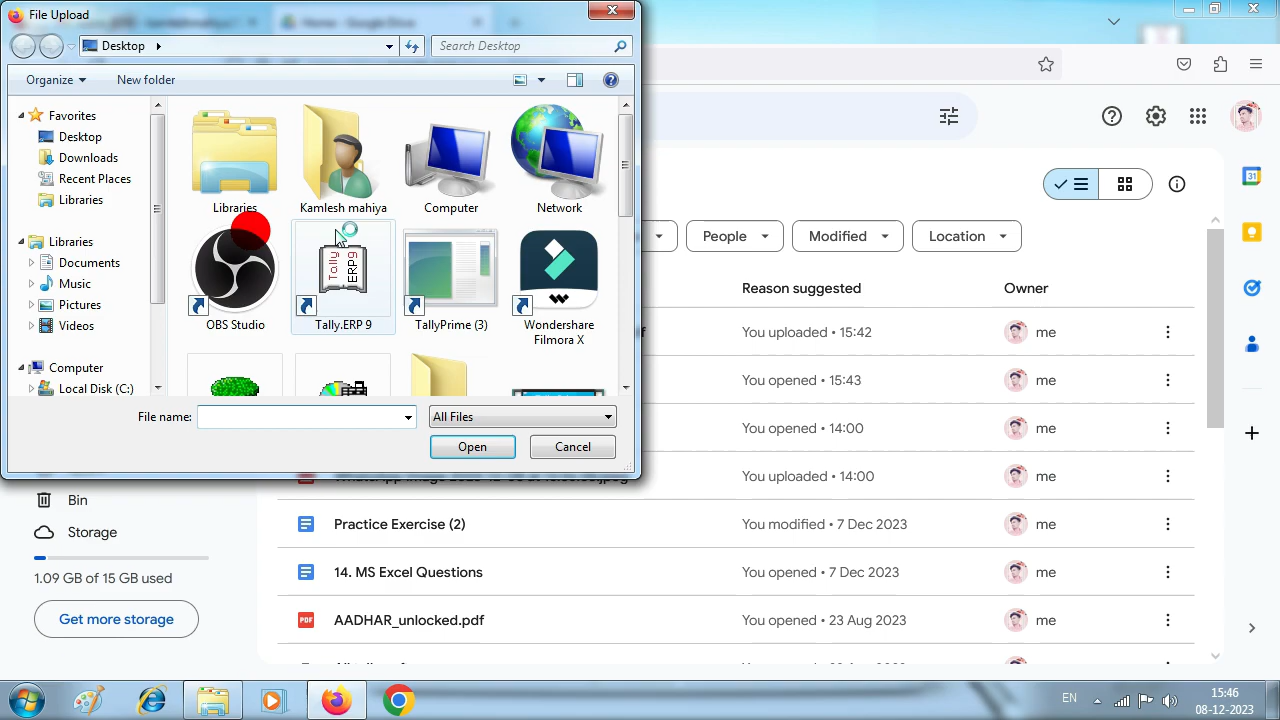 File Upload
Home - Google Drive
Desktop
Search Desktop
Organize
New folder
Favorites
Desktop
Downloads
Recent Places
Libraries
Libraries
Documents
Music
Pictures
Videos
Computer
Local Disk (C:)
Libraries
Kamlesh mahiya
Computer
Network
OBS Studio
Tally.ERP 9
TallyPrime (3)
Wondershare
Filmora X
File name:
All Files
Open
Cancel
People
Modified
Location
Reason suggested
Owner
You uploaded • 15:42
me
You opened • 15:43
me
You opened • 14:00
me
You uploaded • 14:00
me
Practice Exercise (2)
You modified • 7 Dec 2023
me
14. MS Excel Questions
You opened • 7 Dec 2023
me
PDF
AADHAR_unlocked.pdf
You opened • 23 Aug 2023
me
Bin
Storage
1.09 GB of 15 GB used
Get more storage
31
EN
15:46
08-12-2023